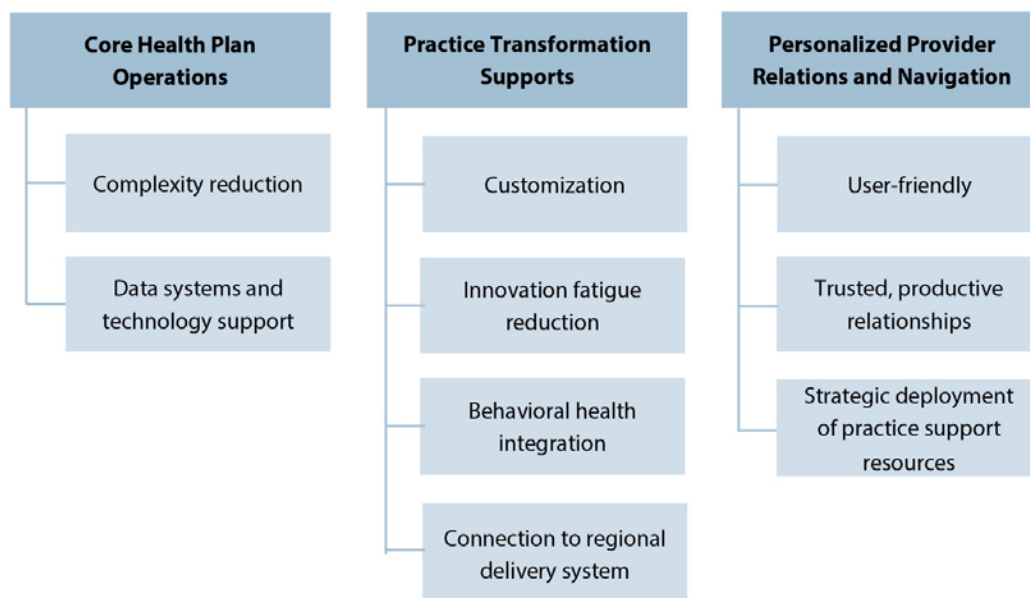 Core Health Plan
Operations
Complexity reduction
Data systems and
technology support
Practice Transformation
Supports
Customization
Innovation fatigue
reduction
Behavioral health
integration
Connection to regional
delivery system
Personalized Provider
Relations and Navigation
User-friendly
Trusted, productive
relationships
Strategic deployment
of practice support
resources